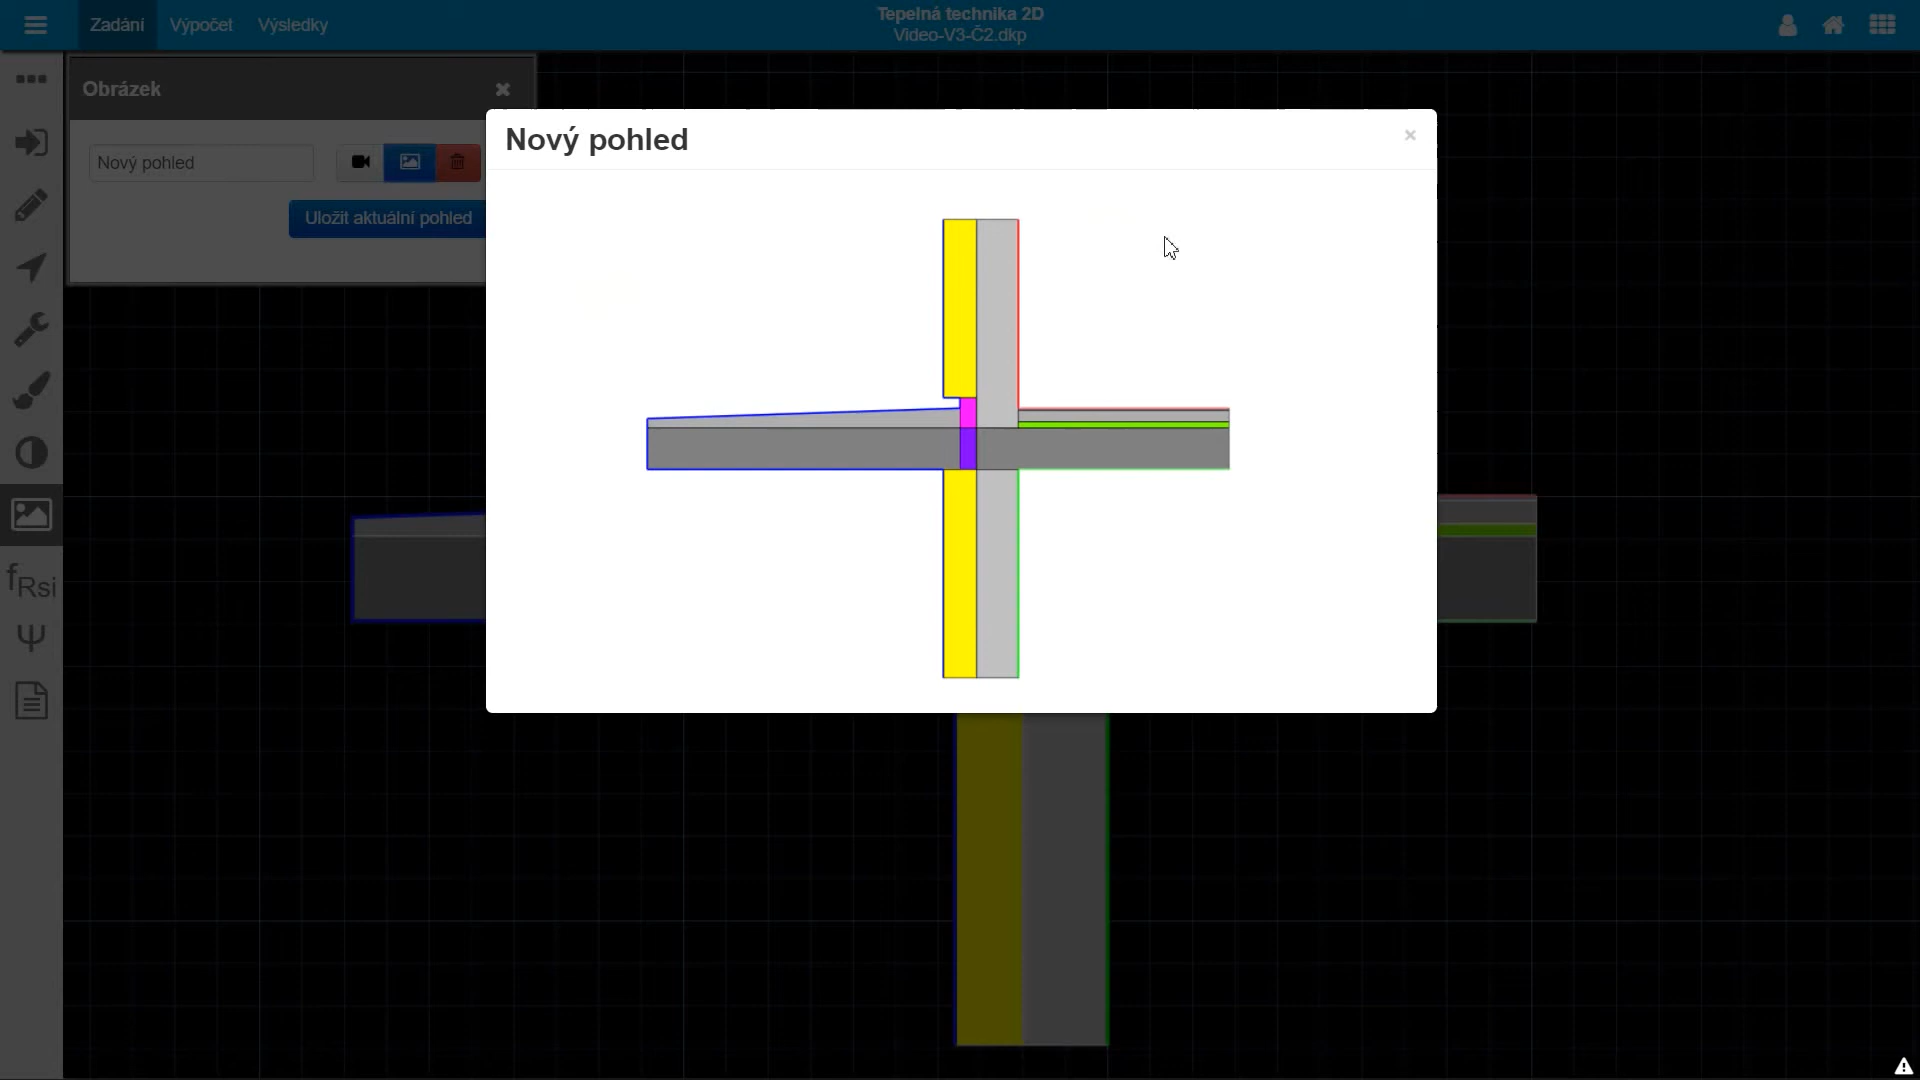 Zadání
Výpočet
Výsledky
Tepelná technika 2D
Video-V3-Č2.dkp
Obrázek
Nový pohled
Uložit aktuální pohled
Nový pohled
fRsi
Ψ